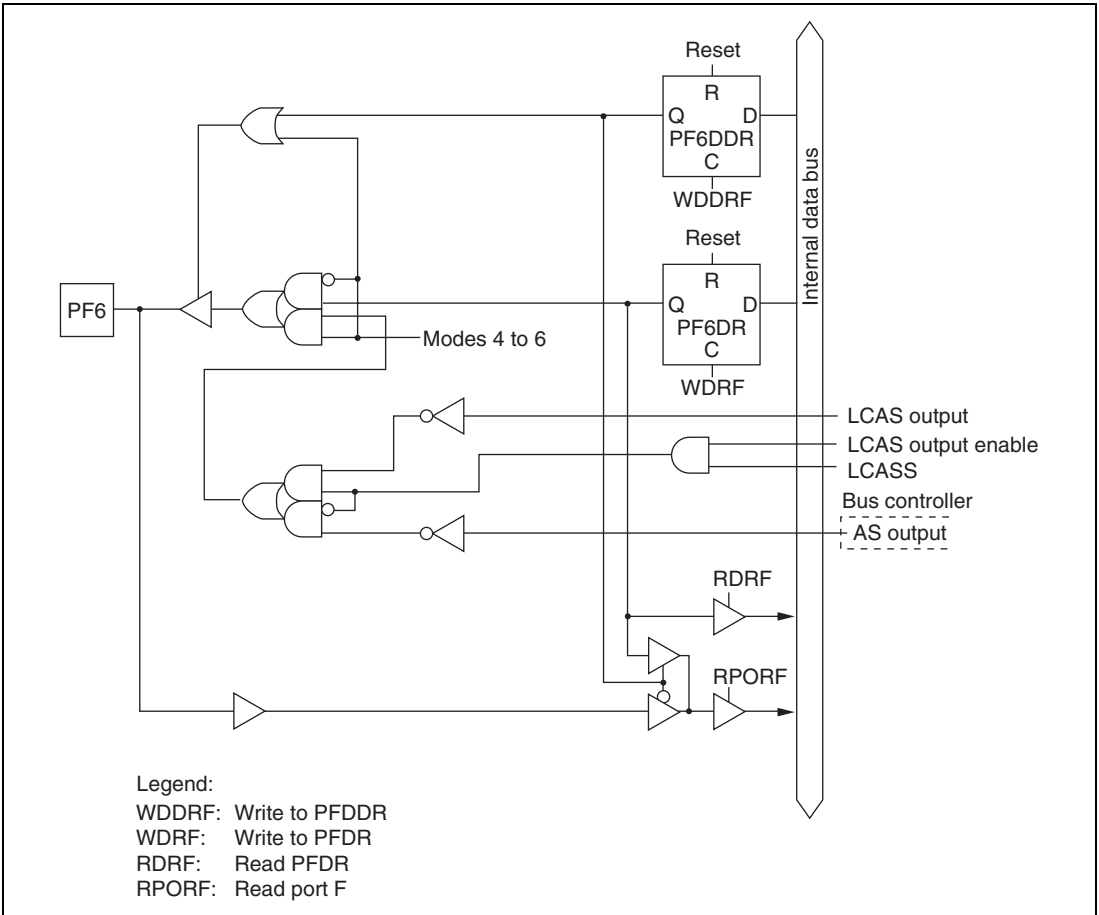 Reset
R
Q D
PF6DDR
C
WDDRF
Internal data bus
Reset
R
Q D
PF6DR
C
WDRF
PF6
Modes 4 to 6
LCAS output
LCAS output enable
LCASS
Bus controller
AS output
RDRF
RPORF
Legend:
WDDRF: Write to PFDDR
WDRF: Write to PFDR
RDRF: Read PFDR
RPORF: Read port F